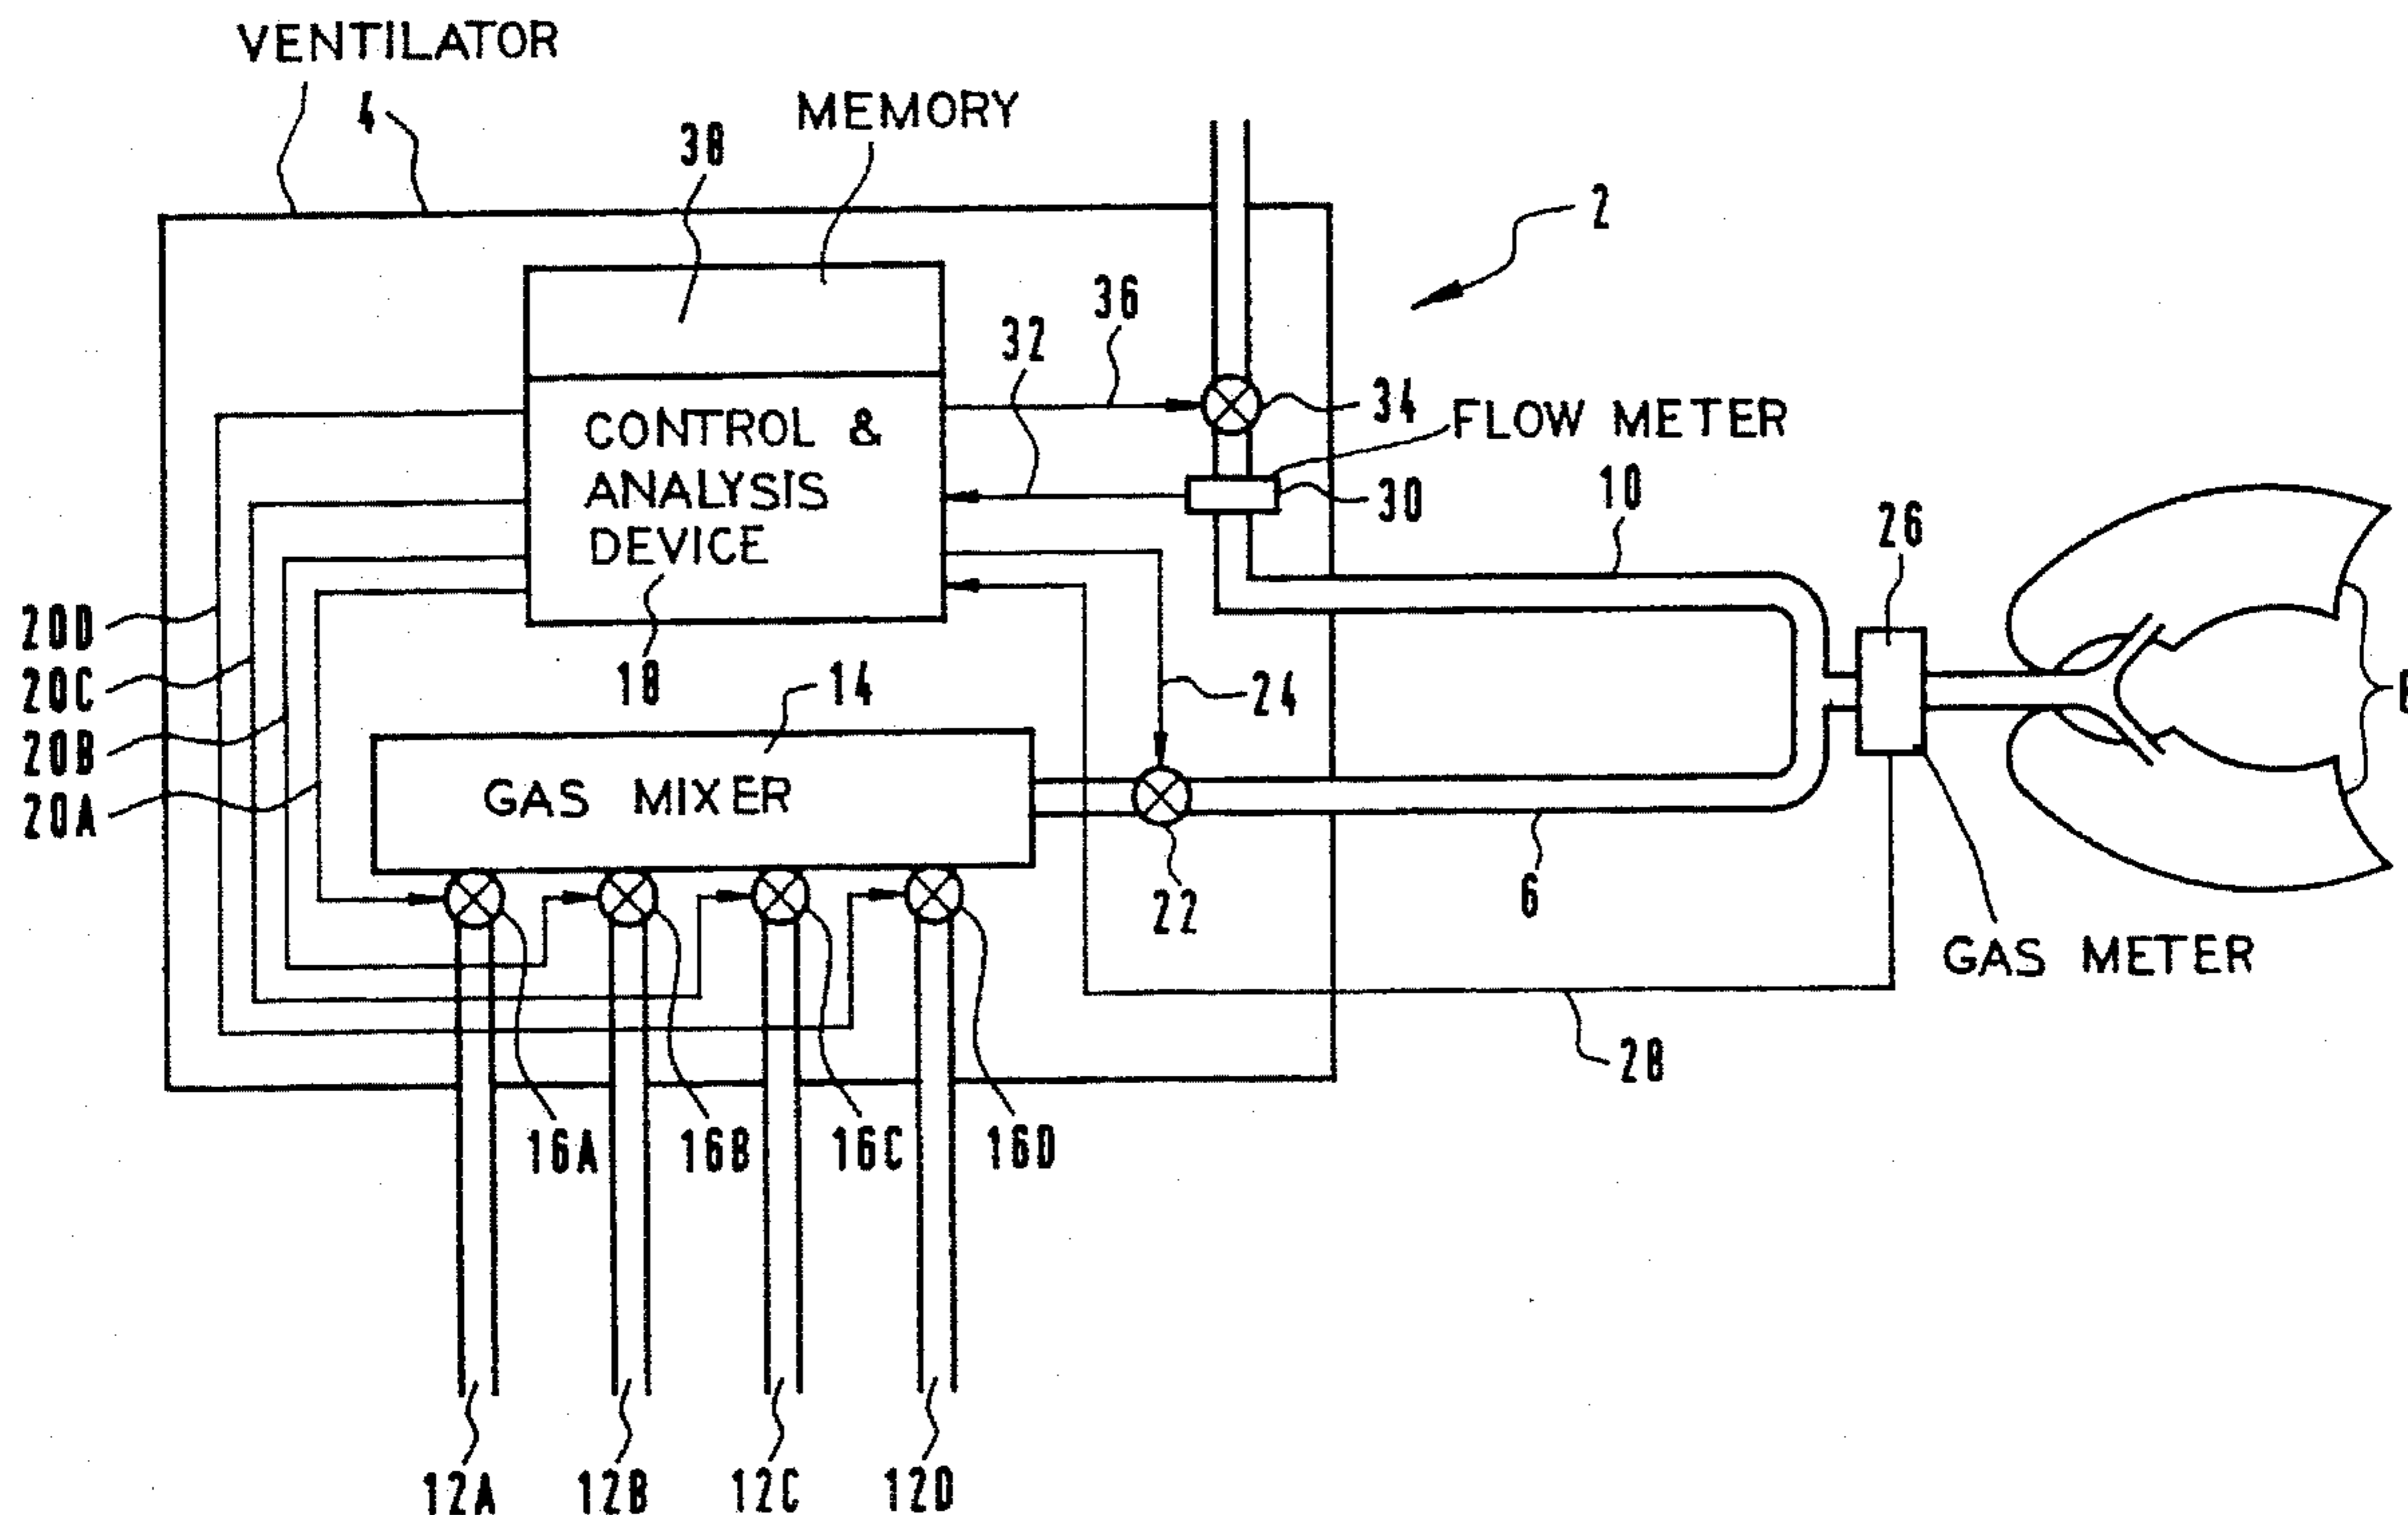 VENTILATOR
4
MEMORY
38
2
36
32
34
FLOW METER
CONTROL &
ANALYSIS
DEVICE
10
30
26
20D
20C
20B
20A
18
14
24
GAS MIXER
22
6
GAS METER
28
16A
16B
16C
16D
12A
12B
12C
12D